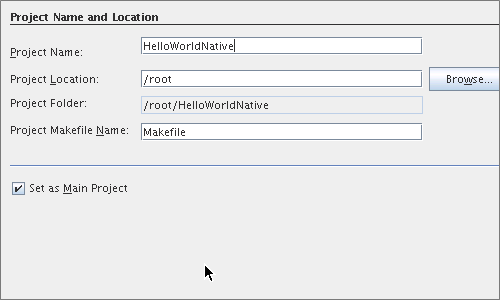 Project Name and Location
Project Name: HelloWorldNative
Project Location: /root Browse...
Project Folder: /root/HelloWorldNative
Project Makefile Name: Makefile
Set as Main Project